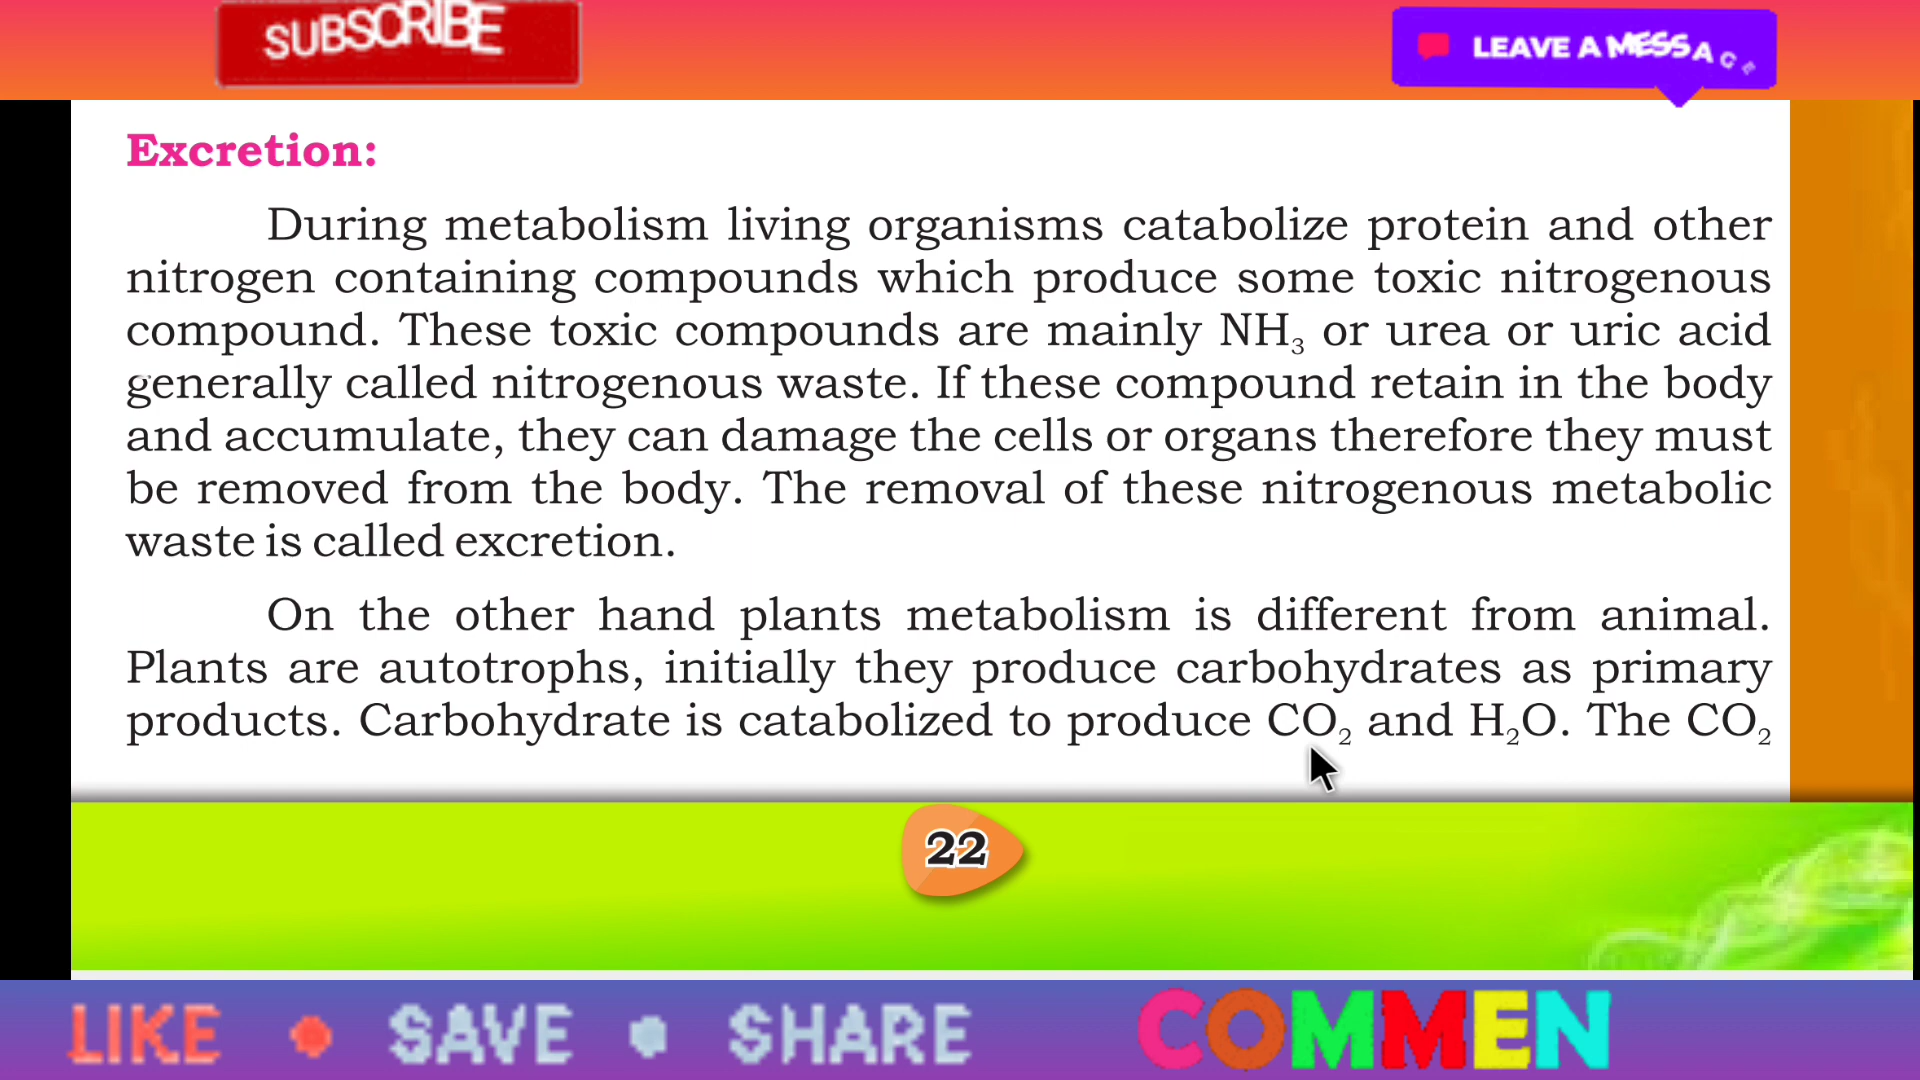 SUBSCRIBE
LEAVE A MESSAGE
Excretion:
During metabolism living organisms catabolize protein and other
nitrogen containing compounds which produce some toxic nitrogenous
compound. These toxic compounds are mainly NH₃ or urea or uric acid
generally called nitrogenous waste. If these compound retain in the body
and accumulate, they can damage the cells or organs therefore they must
be removed from the body. The removal of these nitrogenous metabolic
waste is called excretion.
On the other hand plants metabolism is different from animal.
Plants are autotrophs, initially they produce carbohydrates as primary
products. Carbohydrate is catabolized to produce CO₂ and H₂O. The CO₂
22
LIKE • SAVE • SHARE COMMEN